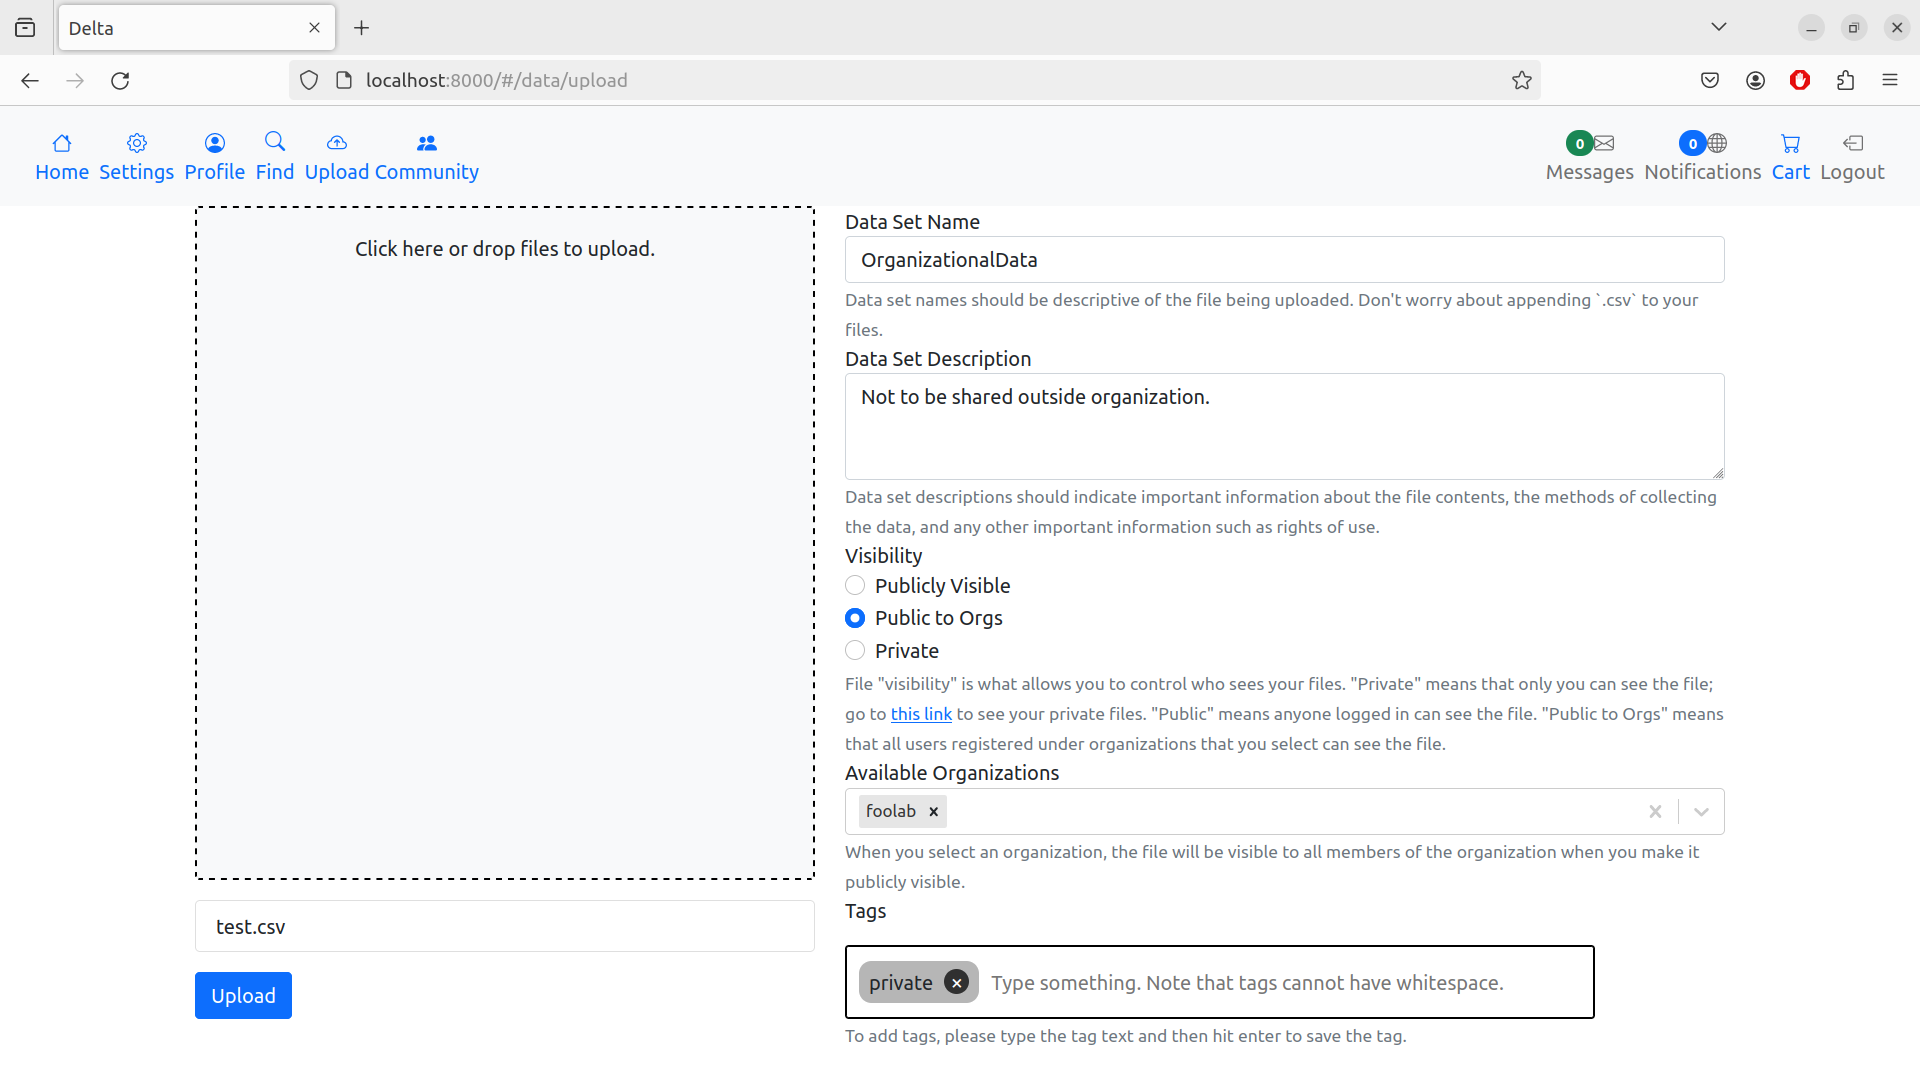 Delta
localhost:8000/#/data/upload
Home Settings Profile Find Upload Community
0 Messages 0 Notifications Cart Logout
Click here or drop files to upload.
test.csv
Upload
Data Set Name
OrganizationalData
Data set names should be descriptive of the file being uploaded. Don't worry about appending `.csv` to your
files.
Data Set Description
Not to be shared outside organization.
Data set descriptions should indicate important information about the file contents, the methods of collecting
the data, and any other important information such as rights of use.
Visibility
Publicly Visible
Public to Orgs
Private
File "visibility" is what allows you to control who sees your files. "Private" means that only you can see the file;
go to this link to see your private files. "Public" means anyone logged in can see the file. "Public to Orgs" means
that all users registered under organizations that you select can see the file.
Available Organizations
foolab
When you select an organization, the file will be visible to all members of the organization when you make it
publicly visible.
Tags
private Type something. Note that tags cannot have whitespace.
To add tags, please type the tag text and then hit enter to save the tag.